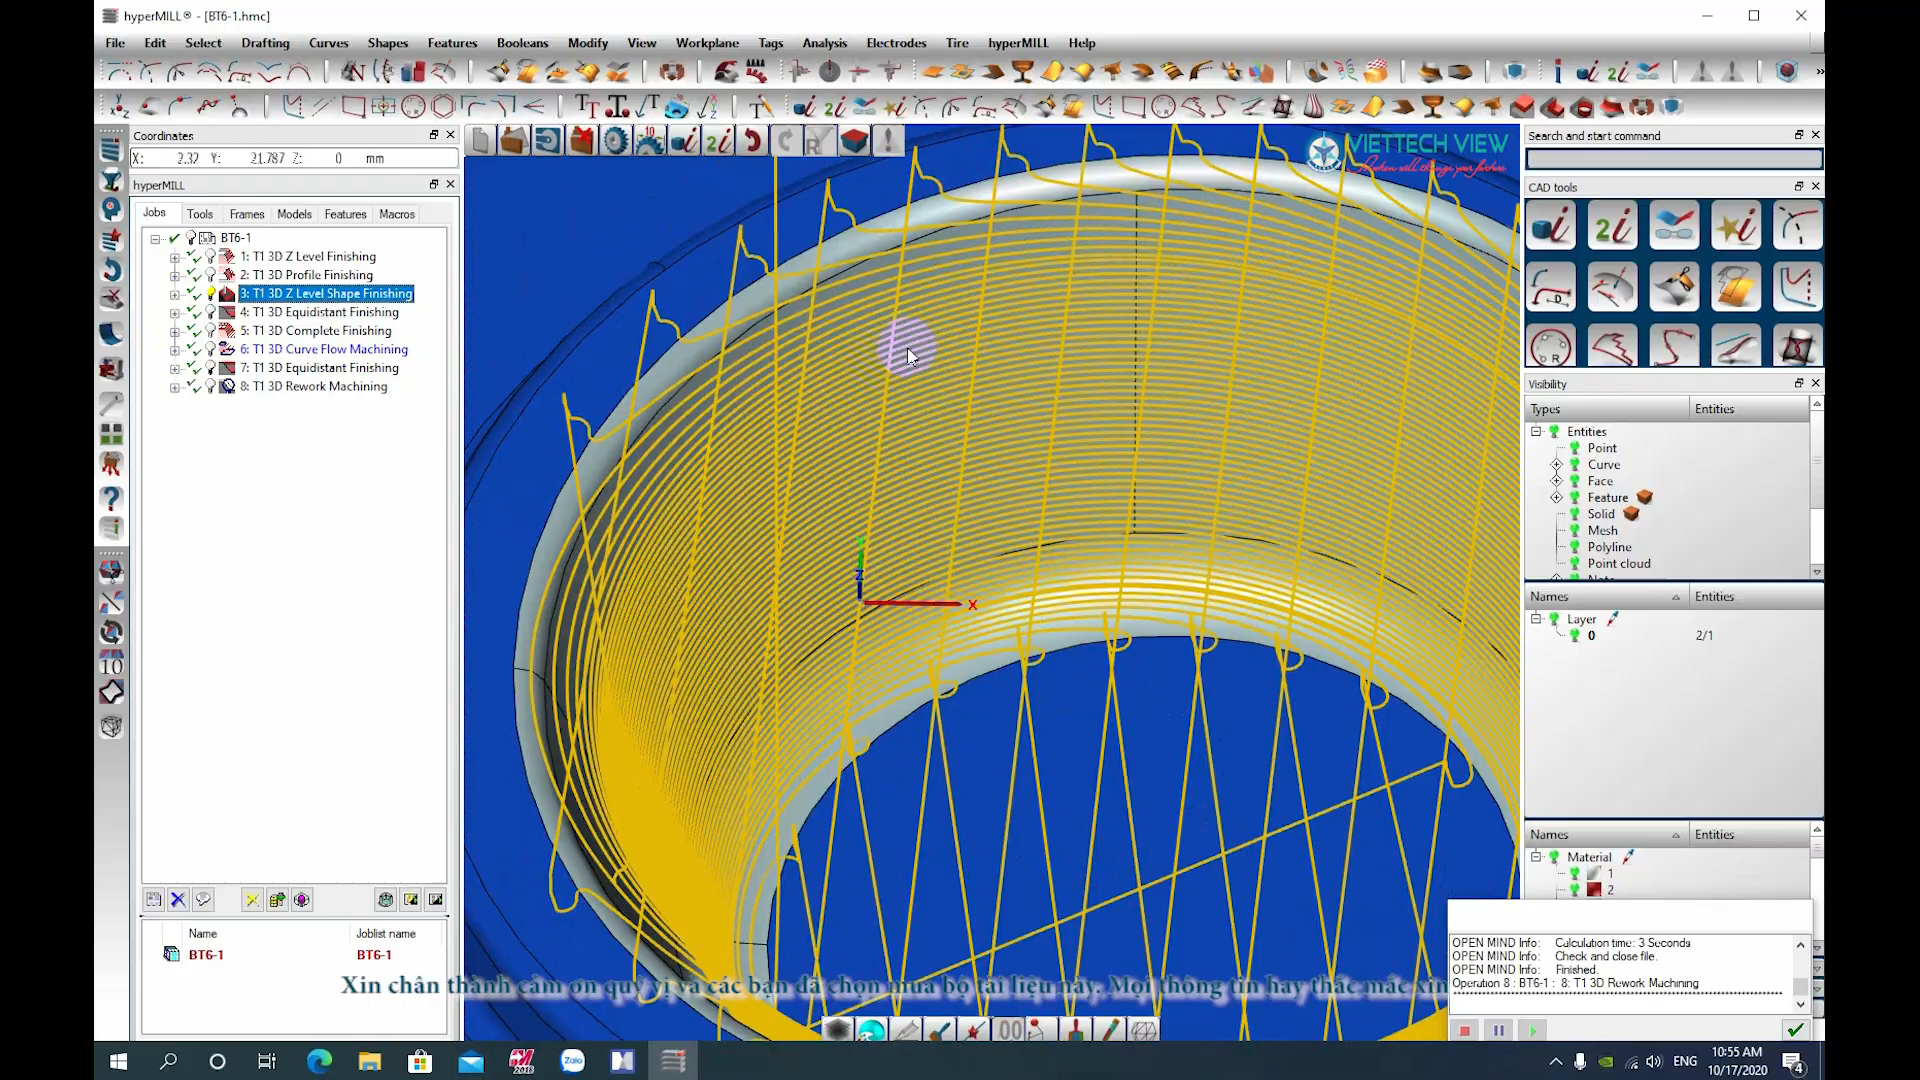 hyperMILL® - [BT6-1.hmc]
File Edit Select Drafting Curves Shapes Features Booleans Modify View Workplane Tags Analysis Electrodes Tire hyperMILL Help
Coordinates
X: 2.32 Y: 21.787 Z: 0 mm
hyperMILL
Jobs Tools Frames Models Features Macros
BT6-1
1: T1 3D Z Level Finishing
2: T1 3D Profile Finishing
3: T1 3D Z Level Shape Finishing
4: T1 3D Equidistant Finishing
5: T1 3D Complete Finishing
6: T1 3D Curve Flow Machining
7: T1 3D Equidistant Finishing
8: T1 3D Rework Machining
Name Joblist name
BT6-1 BT6-1
VIETTECH VIEW
X
Z
Search and start command
CAD tools
Visibility
Types Entities
Entities
Point
Curve
Face
Feature
Solid
Mesh
Polyline
Point cloud
Names Entities
Layer
0 2/1
Names Entities
Material
1
2
OPEN MIND Info: Calculation time: 3 Seconds
OPEN MIND Info: Check and close file.
OPEN MIND Info: Finished.
Operation 8 : BT6-1 : 8: T1 3D Rework Machining
Xin chân thành cảm ơn quý vị và các bạn đã chọn mua bộ tài liệu này. Mọi thông tin hay thắc mắc xin
ENG
10:55 AM
10/17/2020